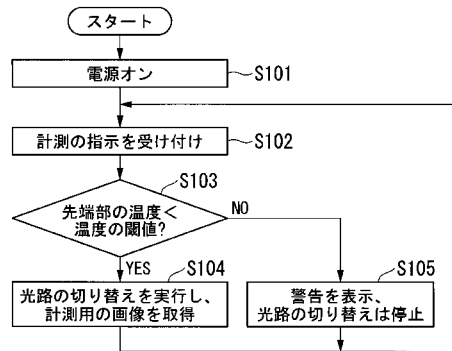 スタート
電源オン
S101
計測の指示を受け付け
S102
S103
先端部の温度<
温度の閾値?
NO
YES
S104
光路の切り替えを実行し、
計測用の画像を取得
S105
警告を表示、
光路の切り替えは停止